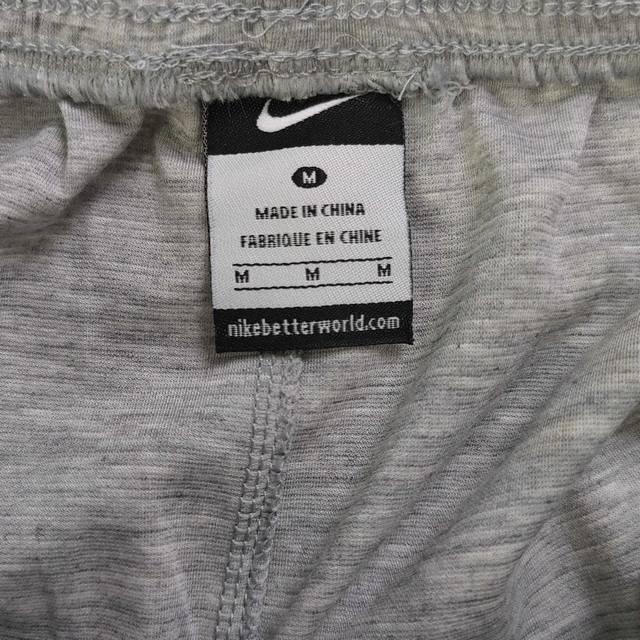 M
MADE IN CHINA
FABRIQUE EN CHINE
M M M
nikebetterworld.com